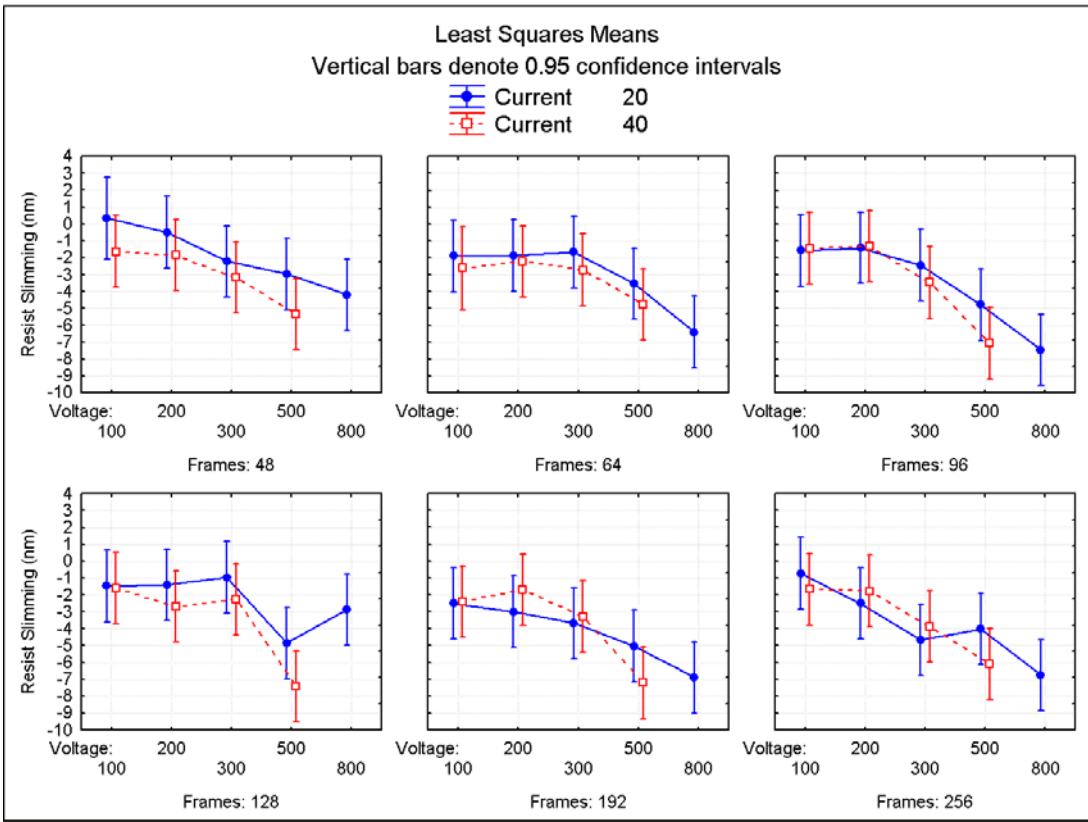 Least Squares Means
Vertical bars denote 0.95 confidence intervals
Current 20
Current 40
Resist Slimming (nm)
4
3
2
1
0
-1
-2
-3
-4
-5
-6
-7
-8
-9
-10
Voltage: 200 500
100 300 800
Frames: 48
Voltage: 200 500
100 300 800
Frames: 64
Voltage: 200 500
100 300 800
Frames: 96
Resist Slimming (nm)
4
3
2
1
0
-1
-2
-3
-4
-5
-6
-7
-8
-9
-10
Voltage: 200 500
100 300 800
Frames: 128
Voltage: 200 500
100 300 800
Frames: 192
Voltage: 200 500
100 300 800
Frames: 256